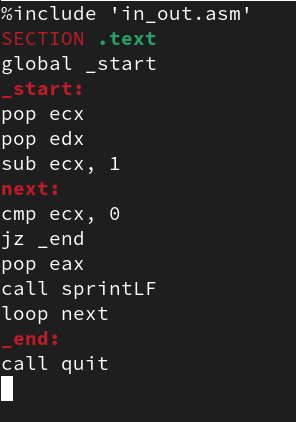 %include 'in_out.asm'
SECTION .text
global _start
_start:
pop ecx
pop edx
sub ecx, 1
next:
cmp ecx, 0
jz _end
pop eax
call sprintLF
loop next
_end:
call quit